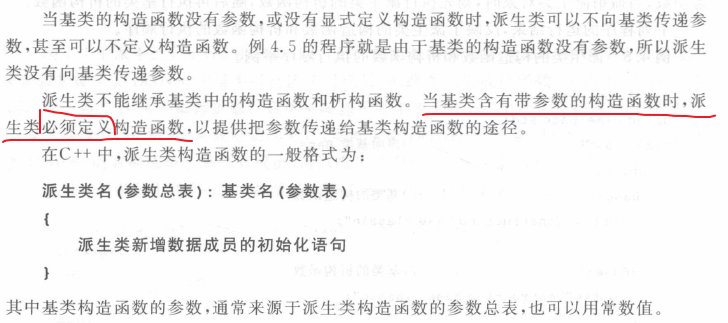 当基类的构造函数没有参数,或没有显式定义构造函数时,派生类可以不向基类传递参
数,甚至可以不定义构造函数。例 4.5 的程序就是由于基类的构造函数没有参数,所以派生
类没有向基类传递参数。
派生类不能继承基类中的构造函数和析构函数。当基类含有带参数的构造函数时,派
生类必须定义构造函数,以提供把参数传递给基类构造函数的途径。
在C++ 中,派生类构造函数的一般格式为:
派生类名(参数总表): 基类名(参数表)
{
派生类新增数据成员的初始化语句
}
其中基类构造函数的参数,通常来源于派生类构造函数的参数总表,也可以用常数值。